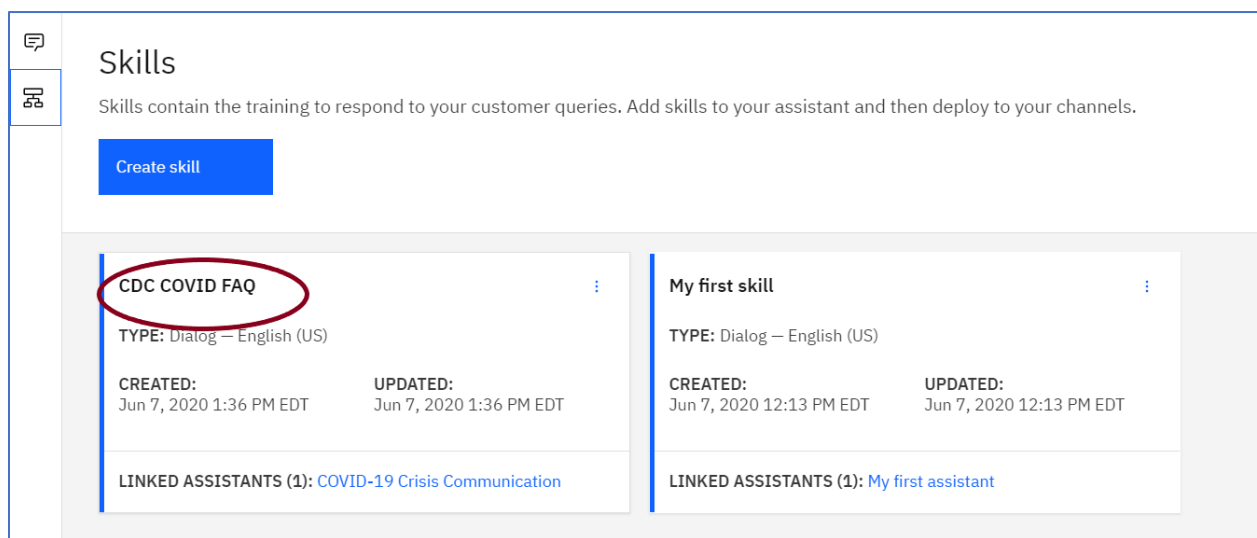 Skills
Skills contain the training to respond to your customer queries. Add skills to your assistant and then deploy to your channels.
Create skill
CDC COVID FAQ
TYPE: Dialog — English (US)
CREATED:
Jun 7, 2020 1:36 PM EDT
UPDATED:
Jun 7, 2020 1:36 PM EDT
LINKED ASSISTANTS (1): COVID-19 Crisis Communication
My first skill
TYPE: Dialog — English (US)
CREATED:
Jun 7, 2020 12:13 PM EDT
UPDATED:
Jun 7, 2020 12:13 PM EDT
LINKED ASSISTANTS (1): My first assistant